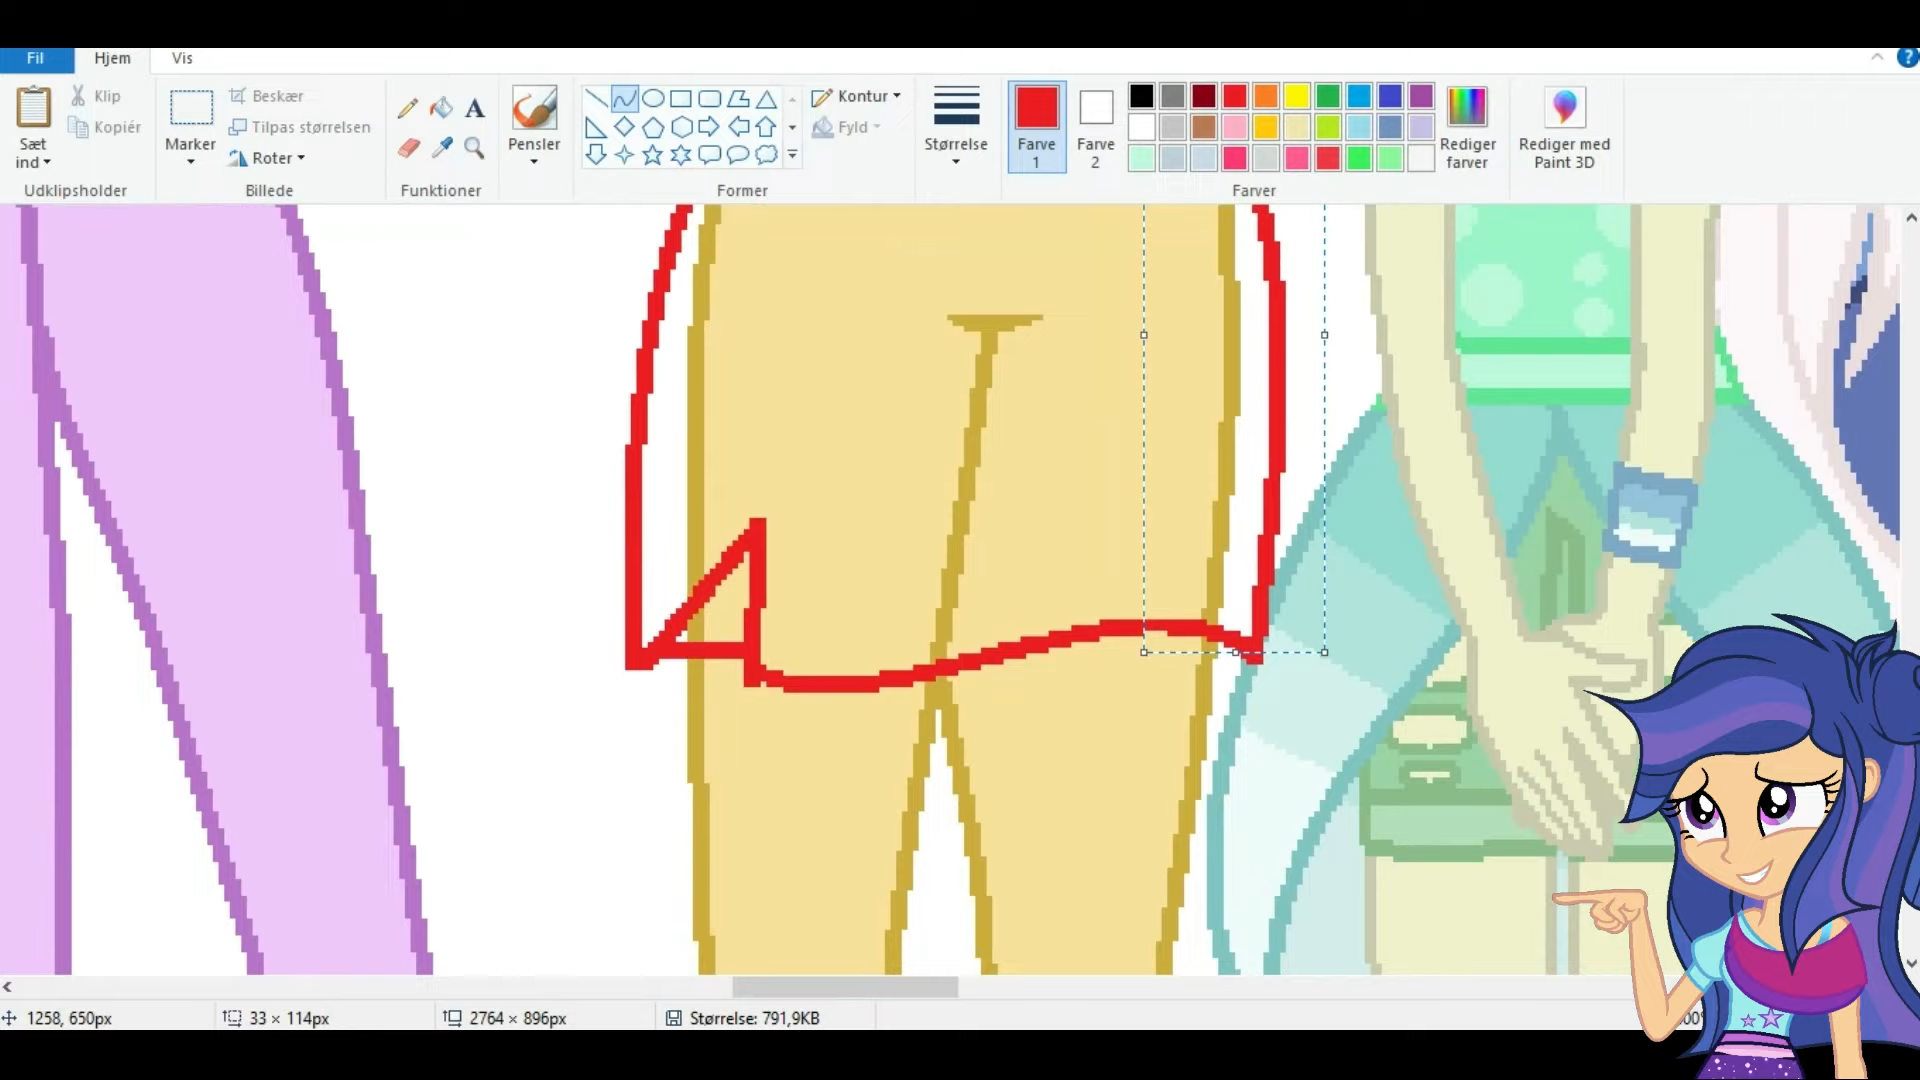 Fil Hjem Vis
Klip
Kopiér
Sæt
ind
Udklipsholder
Marker
Beskær
Tilpas størrelsen
Roter
Billede
A
Funktioner
Pensler
Kontur
Fyld
Former
Størrelse
Farve
1
Farve
2
Farver
Rediger
farver
Rediger med
Paint 3D
?
1258, 650px
33 × 114px
2764 × 896px
Størrelse: 791,9KB